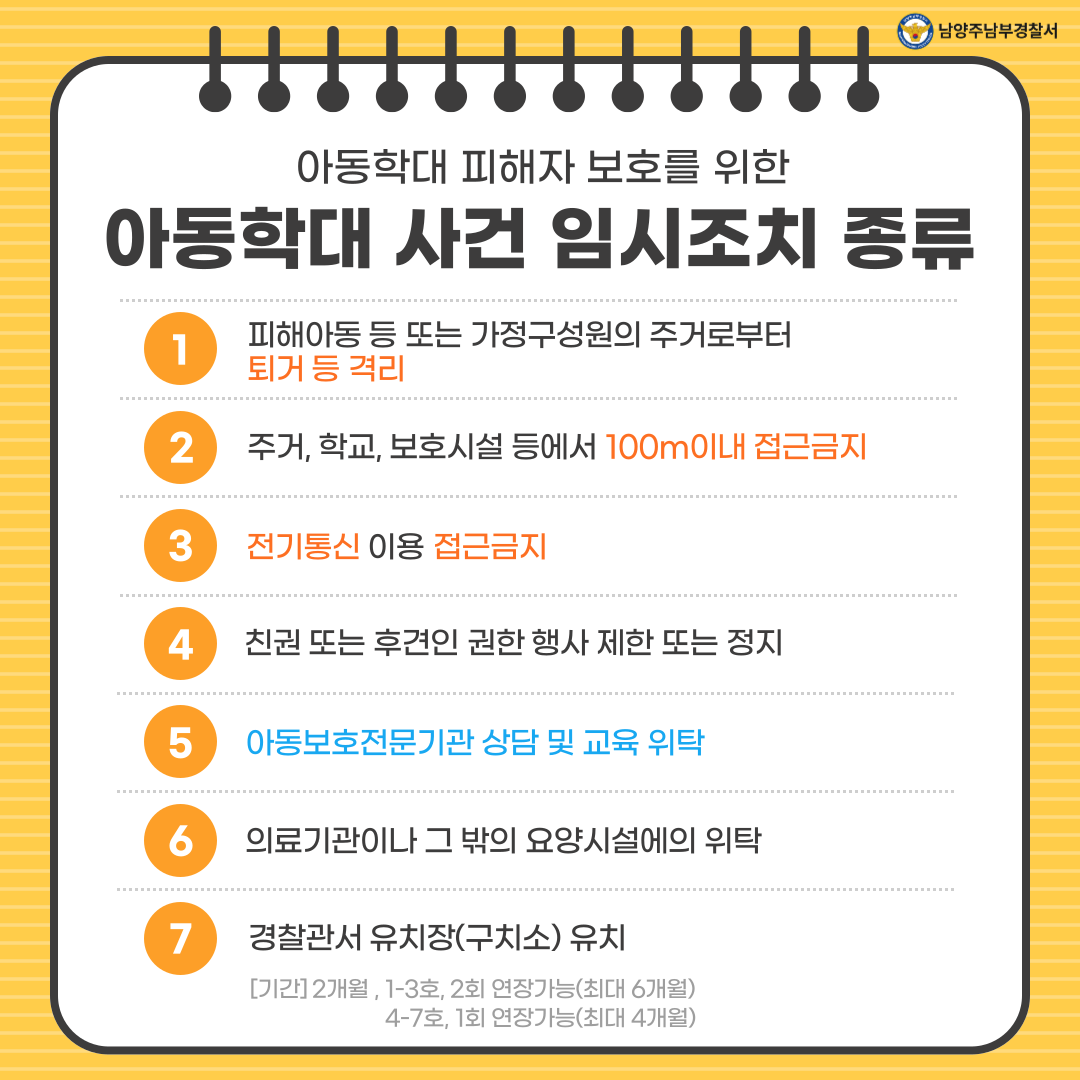 남양주남부경찰서
아동학대 피해자 보호를 위한
아동학대 사건 임시조치 종류
1 피해아동 등 또는 가정구성원의 주거로부터
퇴거 등 격리
2 주거, 학교, 보호시설 등에서 100m이내 접근금지
3 전기통신 이용 접근금지
4 친권 또는 후견인 권한 행사 제한 또는 정지
5 아동보호전문기관 상담 및 교육 위탁
6 의료기관이나 그 밖의 요양시설에의 위탁
7 경찰관서 유치장(구치소) 유치
[기간] 2개월 , 1-3호, 2회 연장가능(최대 6개월)
4-7호, 1회 연장가능(최대 4개월)